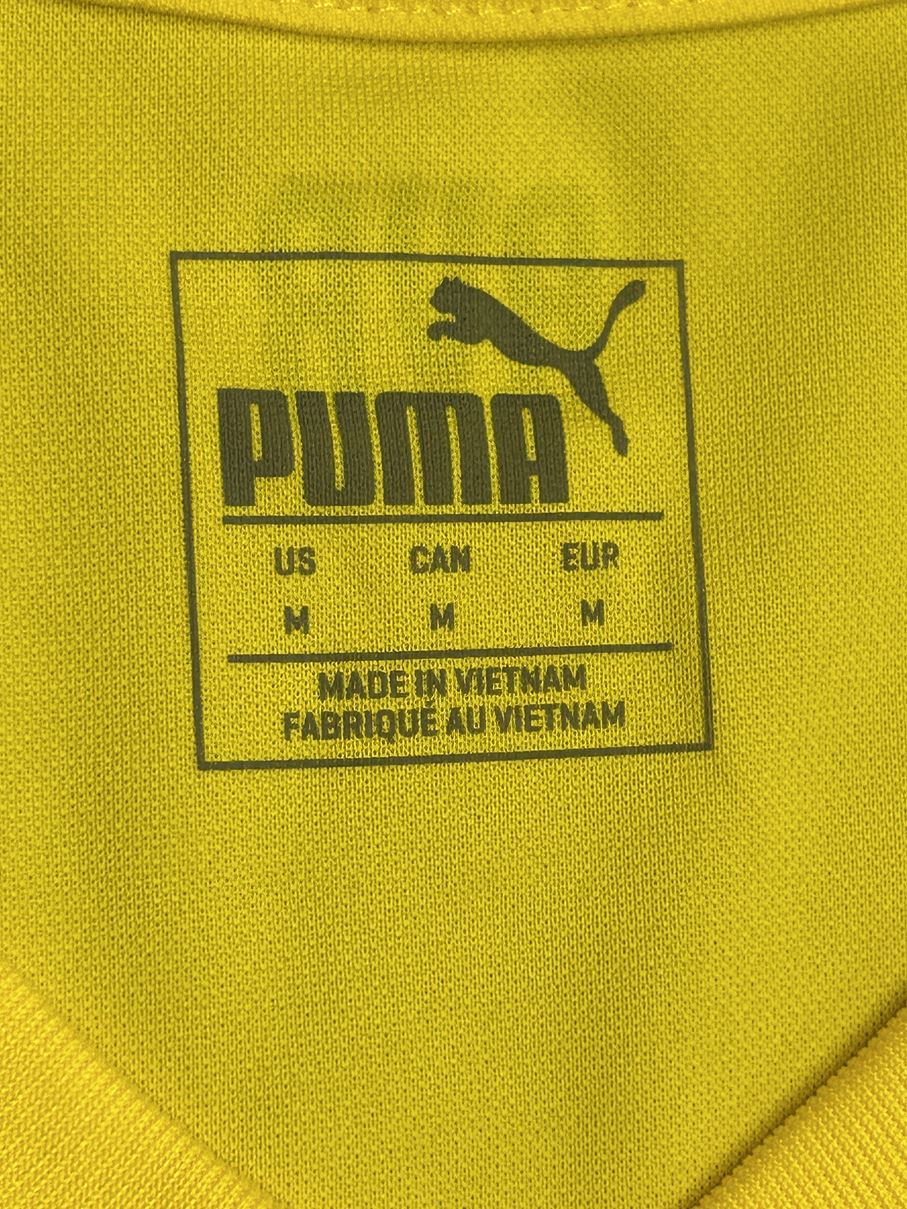 PUMA
US CAN EUR
M M M
MADE IN VIETNAM
FABRIQUÉ AU VIETNAM